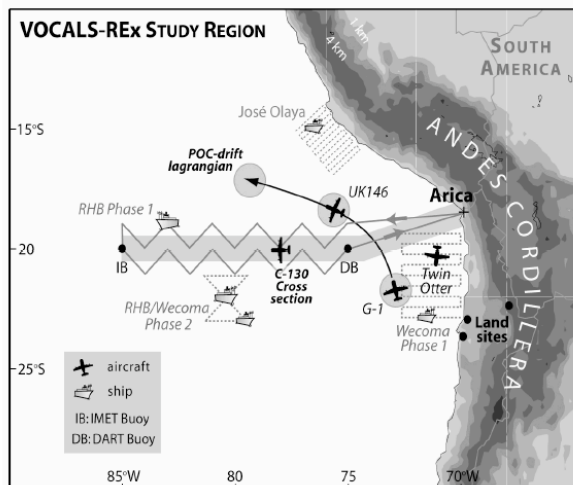 VOCALS-REX STUDY REGION
1 km
4 km
SOUTH
AMERICA
José Olaya
15°S
ANDES CORDILLERA
POC-drift
lagrangian
UK146
Arica
RHB Phase 1
20
IB
C-130
Cross
section
DB
Twin
Otter
G-1
RHB/Wecoma
Phase 2
Wecoma
Phase 1
Land
sites
25°S
aircraft
ship
IB: IMET Buoy
DB: DART Buoy
85°W
80
75
70°W